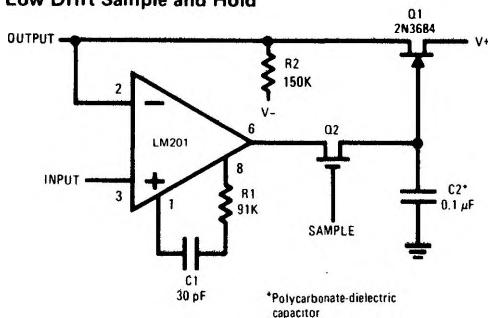 Low Drift Sample and Hold
Q1
2N3684
V+
OUTPUT
R2
150K
V−
2
−
LM201
6
Q2
8
INPUT
+
3
1
R1
91K
C2*
0.1 µF
SAMPLE
C1
30 pF
*Polycarbonate-dielectric
capacitor